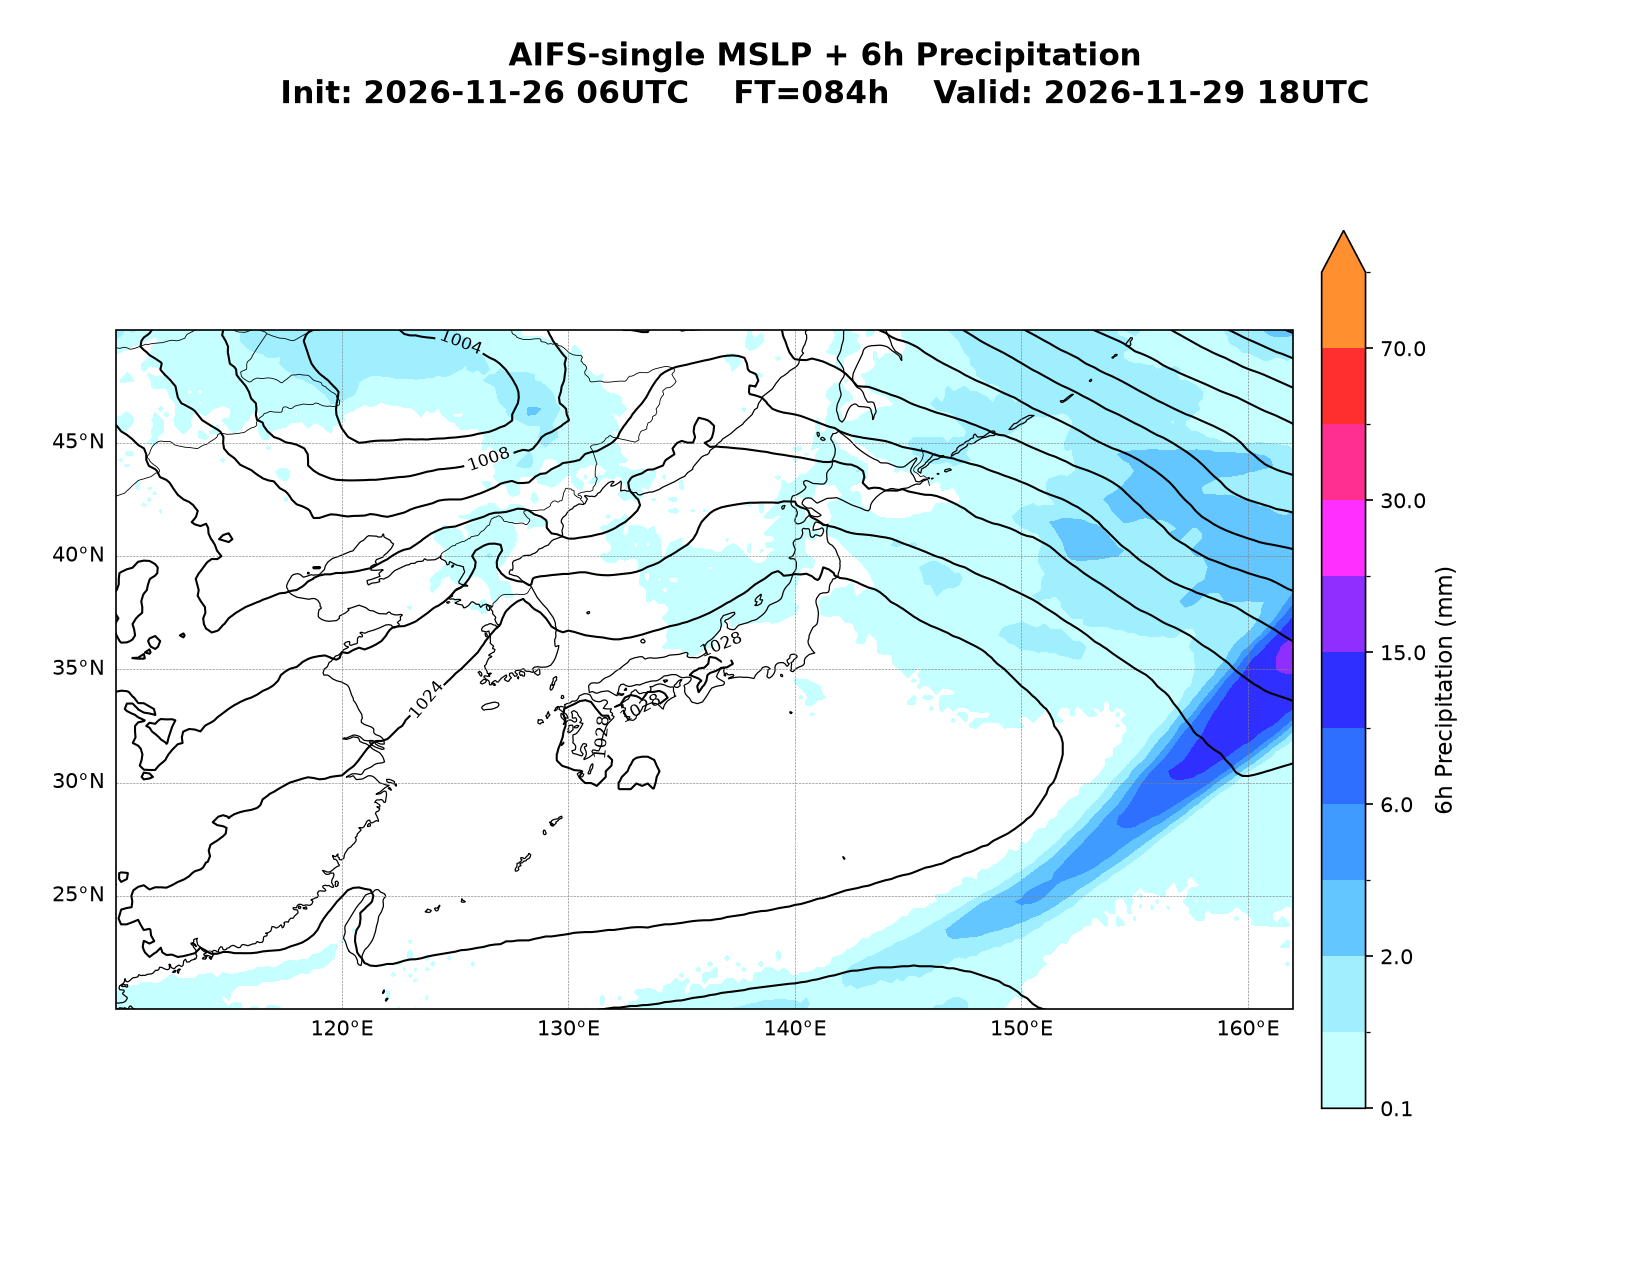 AIFS-single MSLP + 6h Precipitation
Init: 2026-11-26 06UTC    FT=084h    Valid: 2026-11-29 18UTC
1004
1008
1028
1024
1028
1028
45°N
40°N
35°N
30°N
25°N
120°E
130°E
140°E
150°E
160°E
70.0
30.0
15.0
6.0
2.0
0.1
6h Precipitation (mm)